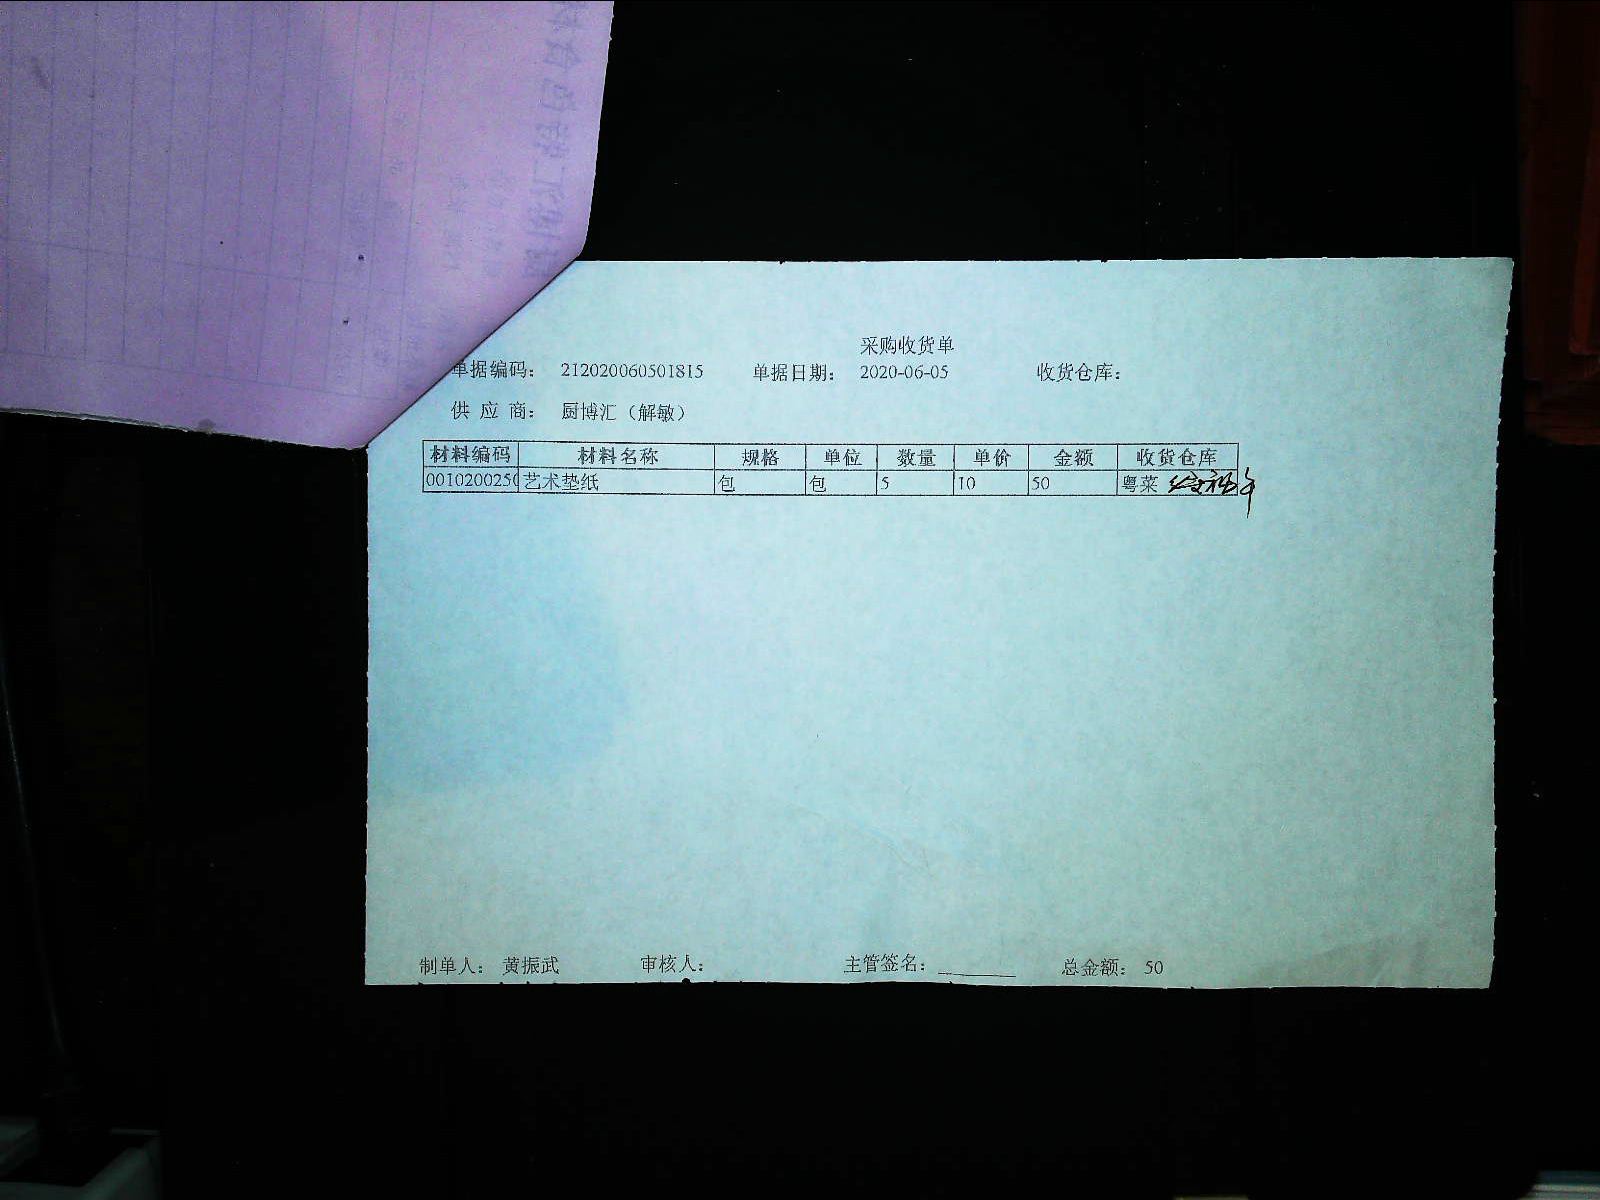 采购收货单
单据编码： 212020060501815 单据日期： 2020-06-05 收货仓库：
供 应 商： 厨博汇（解敏）
材料编码 材料名称 规格 单位 数量 单价 金额 收货仓库
0010200250 艺术垫纸 包 包 5 10 50 粤菜
制单人： 黄振武 审核人： 主管签名： 总金额： 50